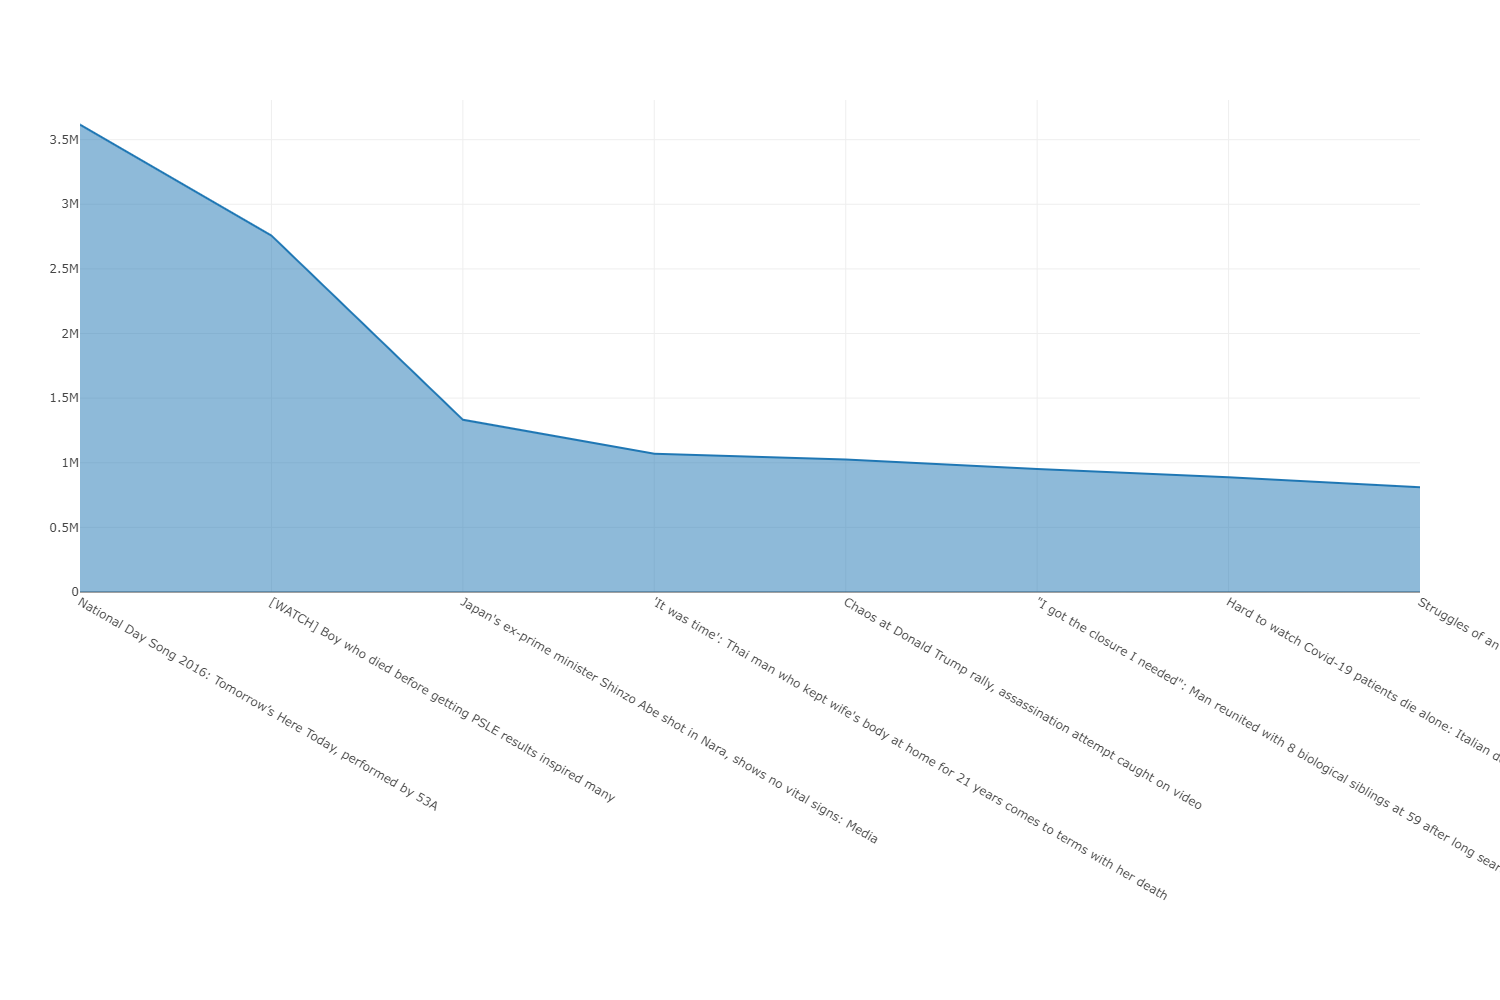 3.5M
3M
2.5M
2M
1.5M
1M
0.5M
0
National Day Song 2016: Tomorrow's Here Today, performed by 53A
[WATCH] Boy who died before getting PSLE results inspired many
Japan's ex-prime minister Shinzo Abe shot in Nara, shows no vital signs: Media
'It was time': Thai man who kept wife's body at home for 21 years comes to terms with her death
Chaos at Donald Trump rally, assassination attempt caught on video
"I got the closure I needed": Man reunited with 8 biological siblings at 59 after long
Hard to watch Covid-19 patients die alone: Italian
Struggles of an